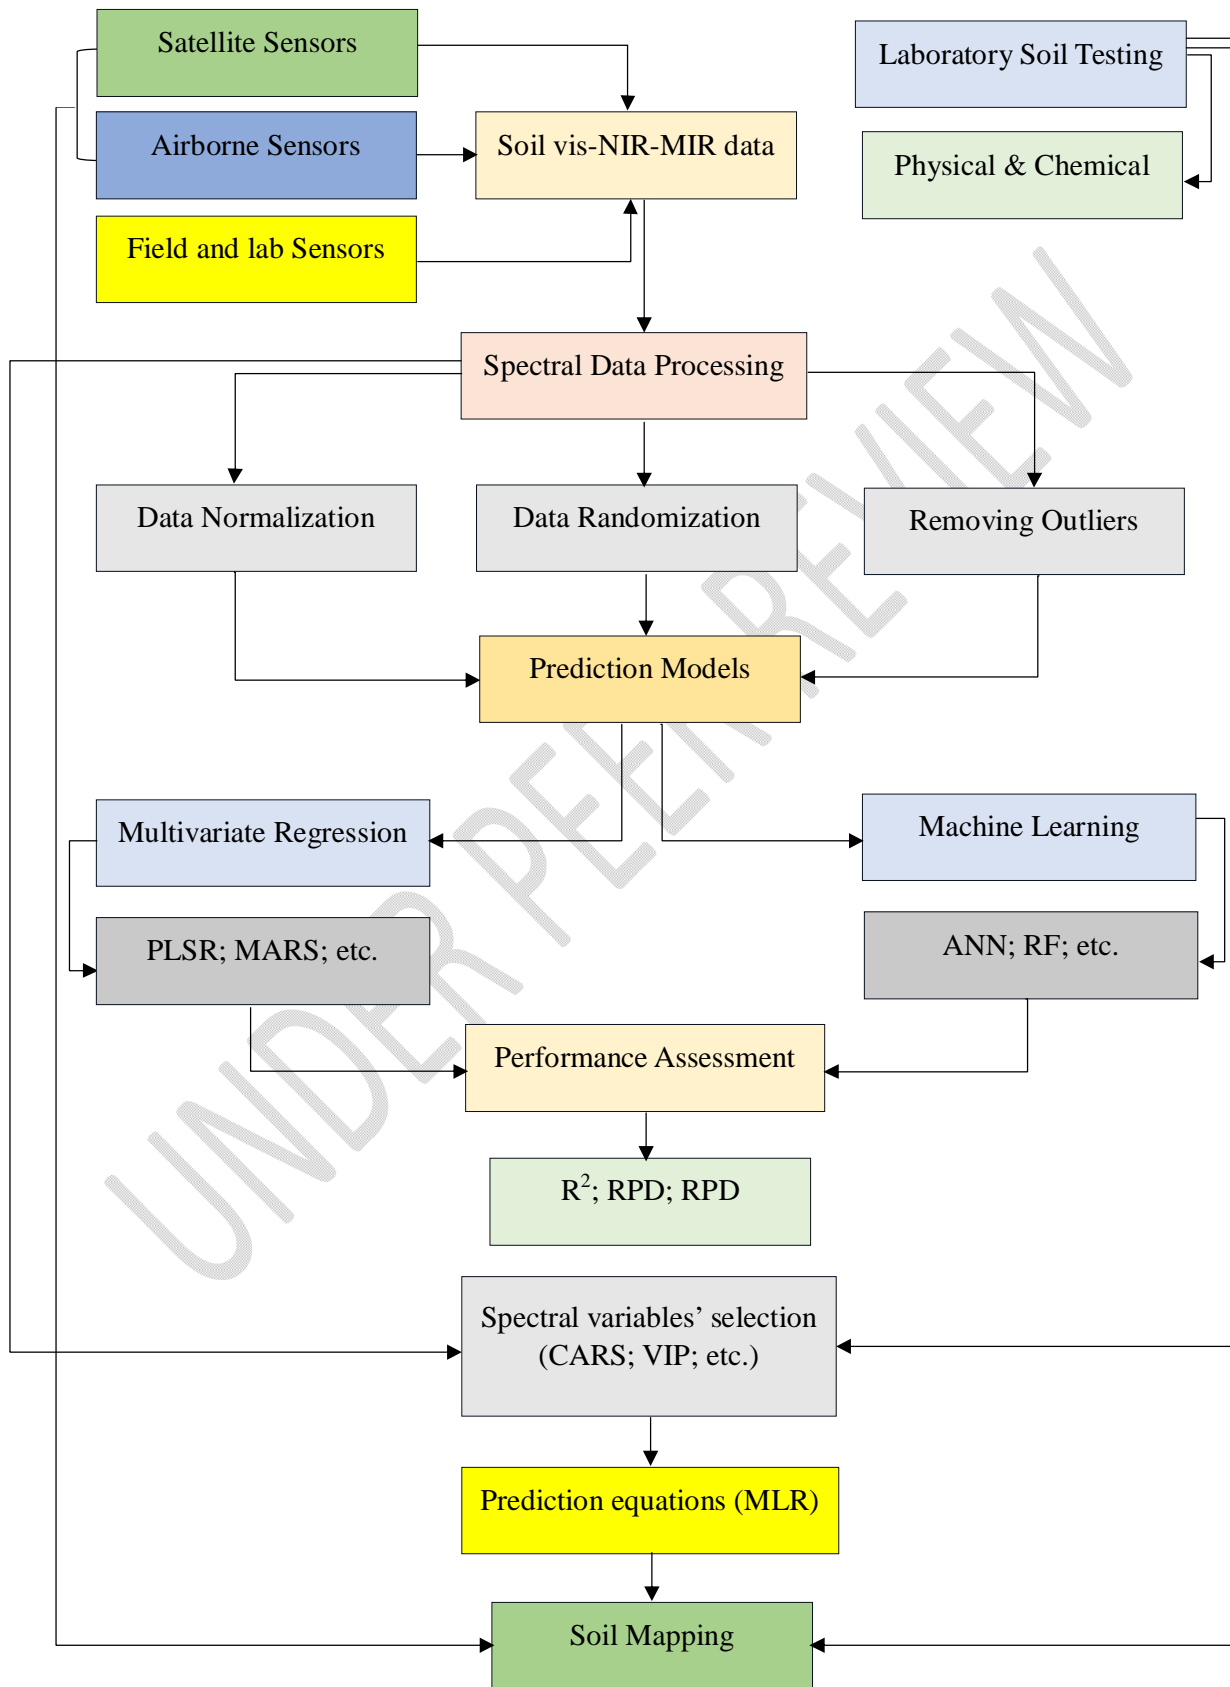 Satellite Sensors
Laboratory Soil Testing
Airborne Sensors
Soil vis-NIR-MIR data
Physical & Chemical
Field and lab Sensors
Spectral Data Processing
Data Normalization
Data Randomization
Removing Outliers
Prediction Models
Multivariate Regression
Machine Learning
PLSR; MARS; etc.
ANN; RF; etc.
Performance Assessment
R²; RPD; RPD
Spectral variables’ selection
(CARS; VIP; etc.)
Prediction equations (MLR)
Soil Mapping
UNDER PEER REVIEW